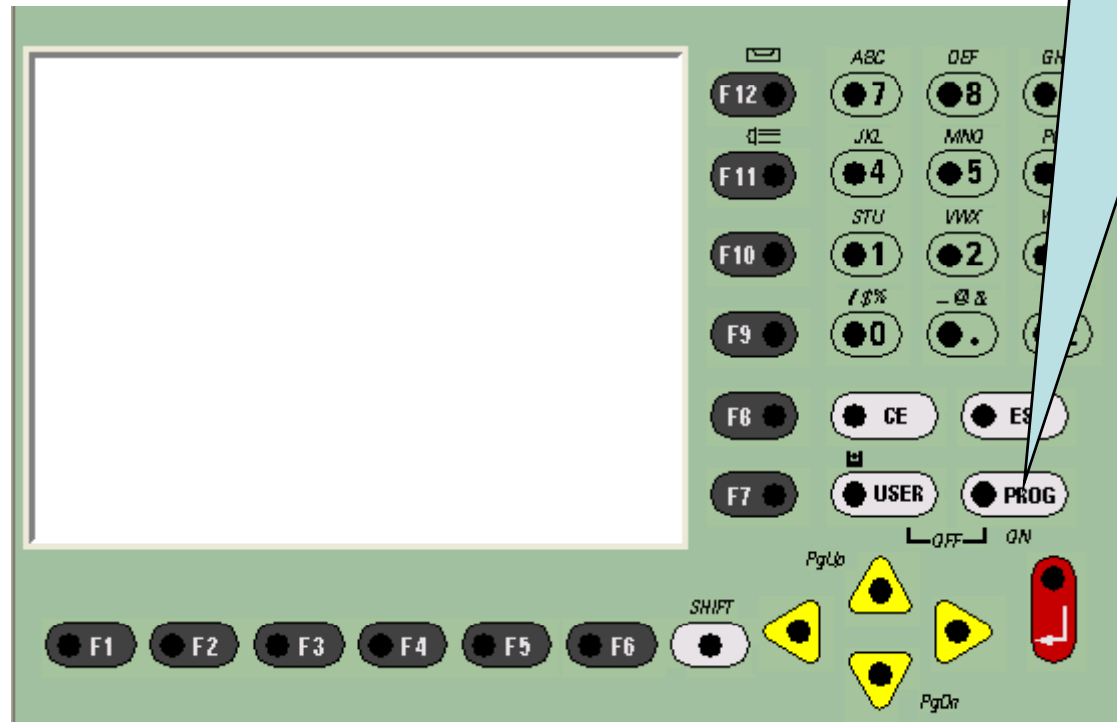 ABC DEF
F12 7 8
JKL MNO
F11 4 5
STU VWX
F10 1 2
/ $% _ @ &
F9 0 .
F8 CE
F7 USER PROG
OFF ON
PgUp
SHIFT
F1 F2 F3 F4 F5 F6
PgDn